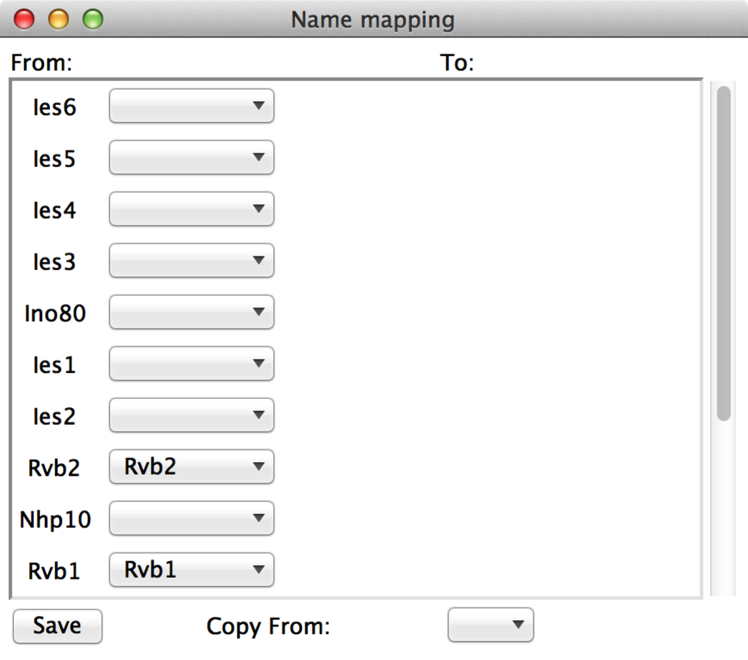 Name mapping
From: To:
Ies6
Ies5
Ies4
Ies3
Ino80
Ies1
Ies2
Rvb2 Rvb2
Nhp10
Rvb1 Rvb1
Save Copy From: